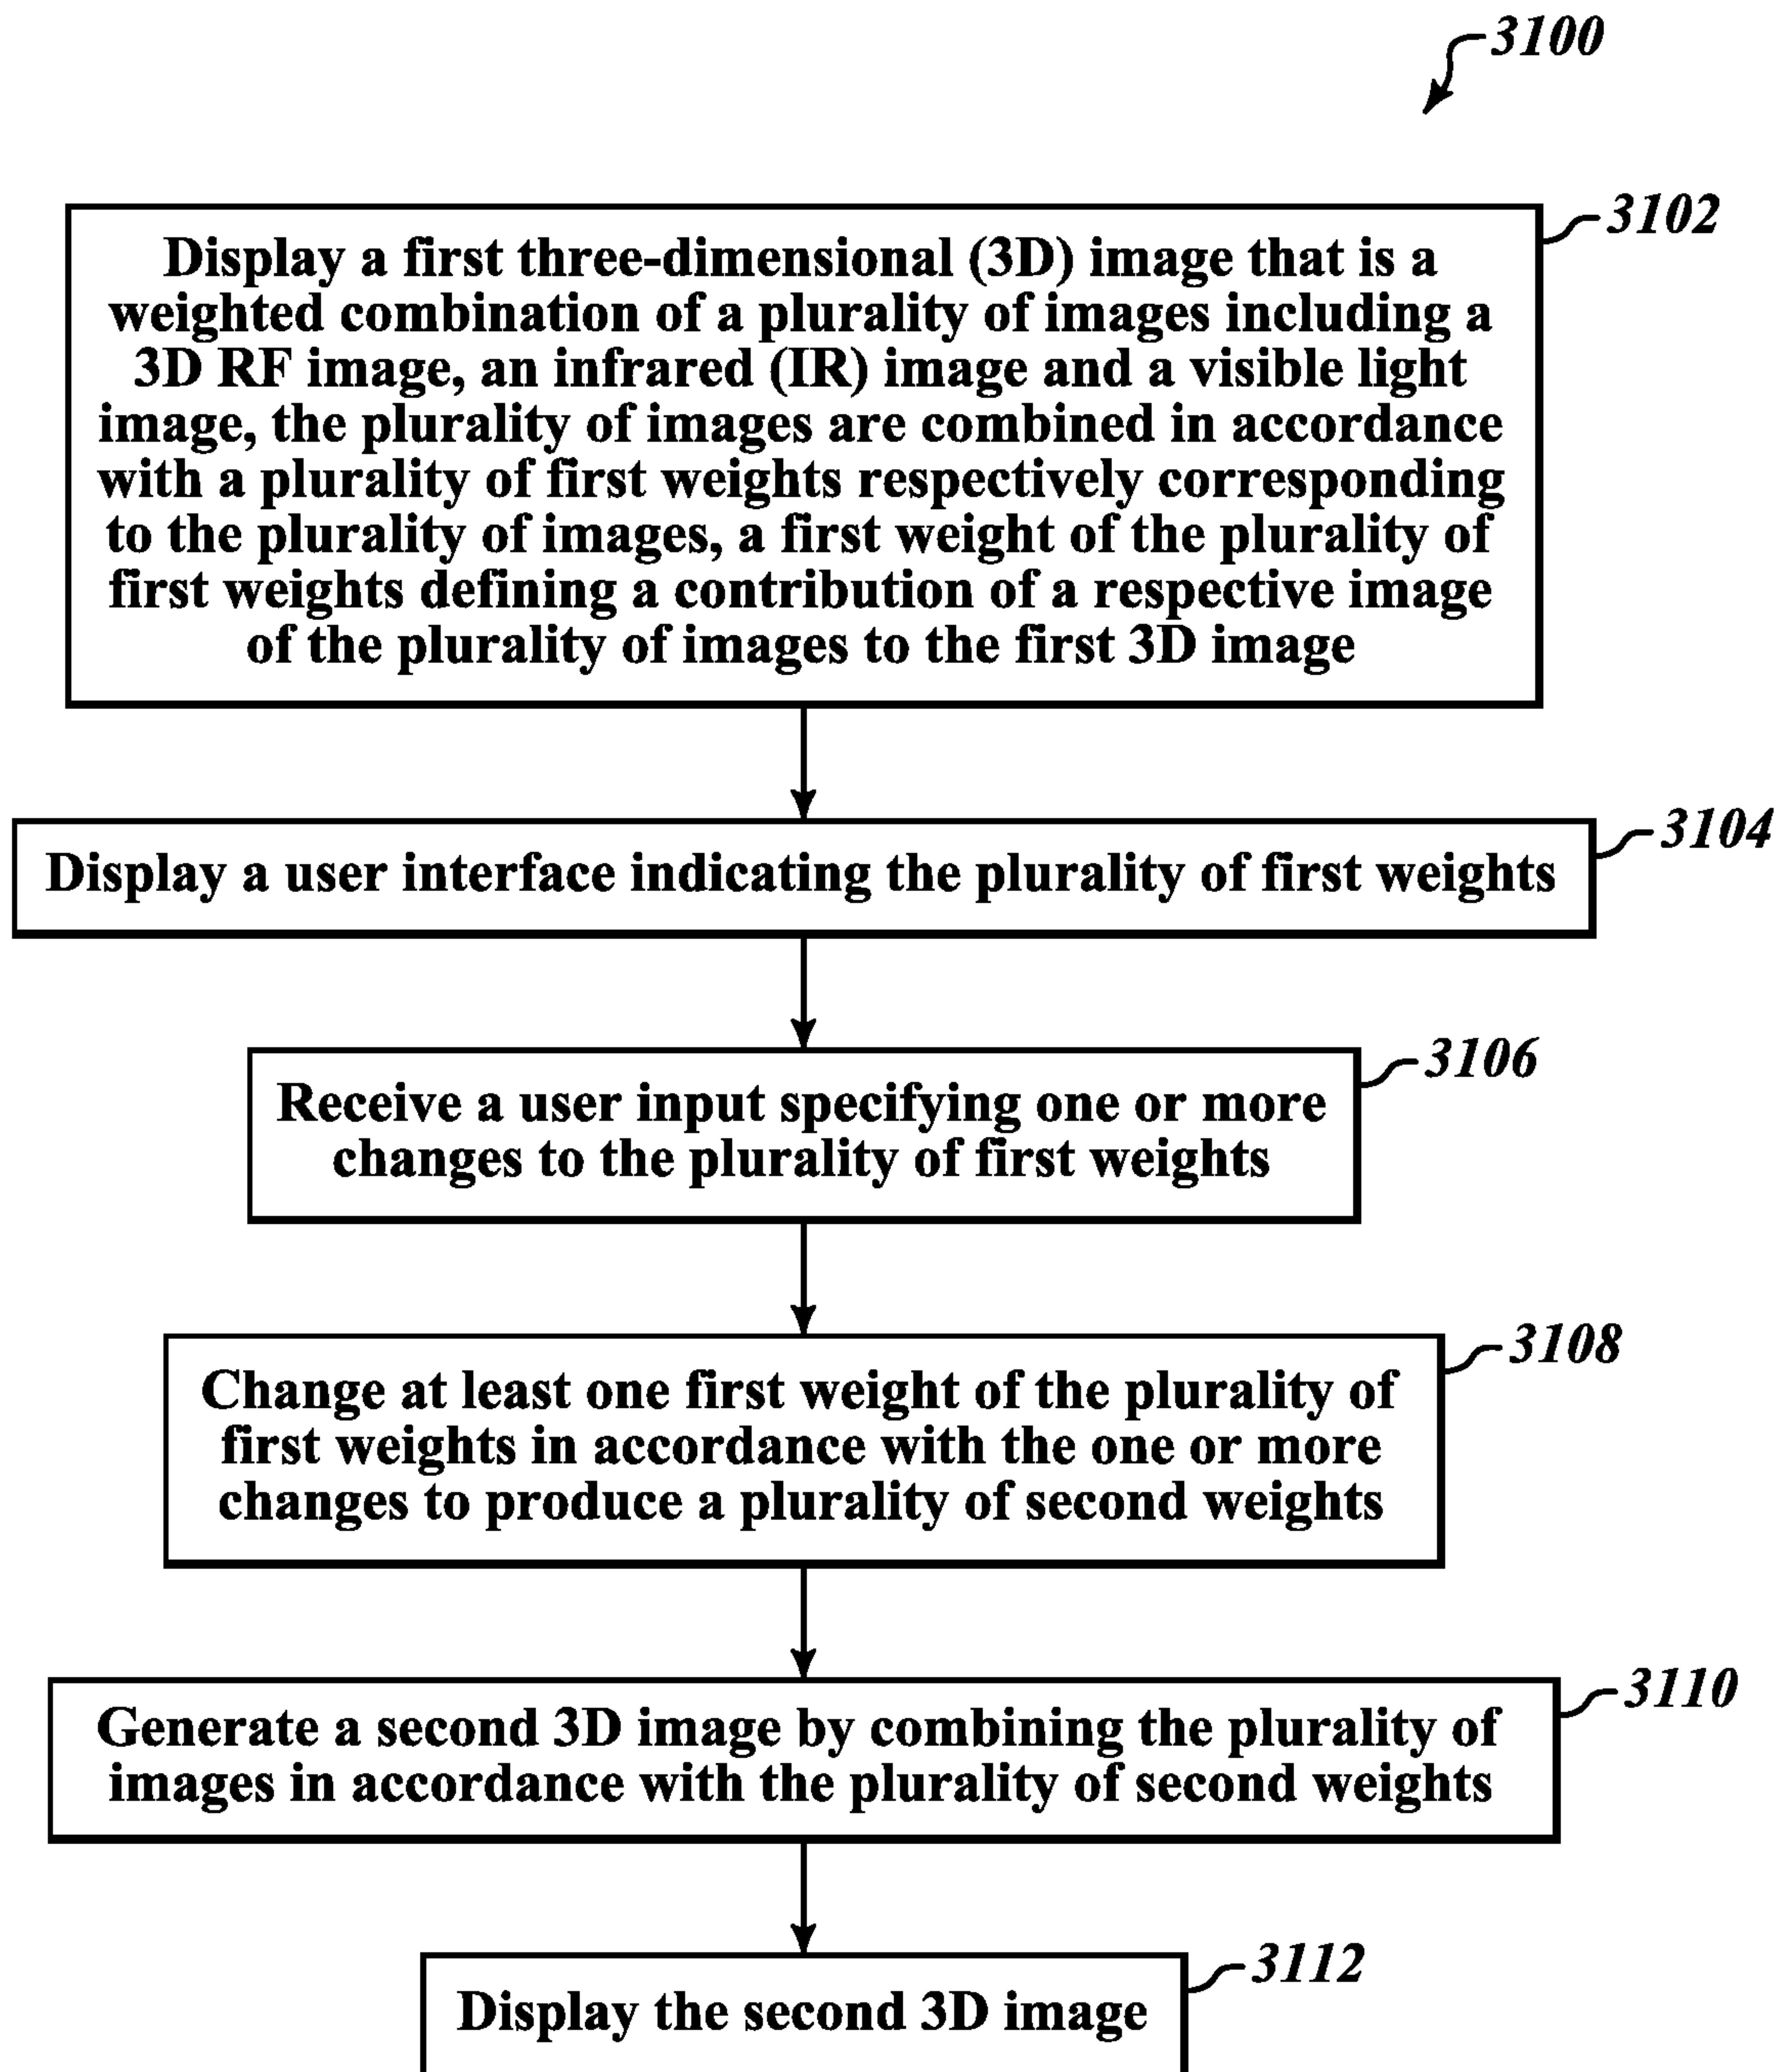 3100
3102
Display a first three-dimensional (3D) image that is a
weighted combination of a plurality of images including a
3D RF image, an infrared (IR) image and a visible light
image, the plurality of images are combined in accordance
with a plurality of first weights respectively corresponding
to the plurality of images, a first weight of the plurality of
first weights defining a contribution of a respective image
of the plurality of images to the first 3D image
3104
Display a user interface indicating the plurality of first weights
3106
Receive a user input specifying one or more
changes to the plurality of first weights
3108
Change at least one first weight of the plurality of
first weights in accordance with the one or more
changes to produce a plurality of second weights
3110
Generate a second 3D image by combining the plurality of
images in accordance with the plurality of second weights
3112
Display the second 3D image